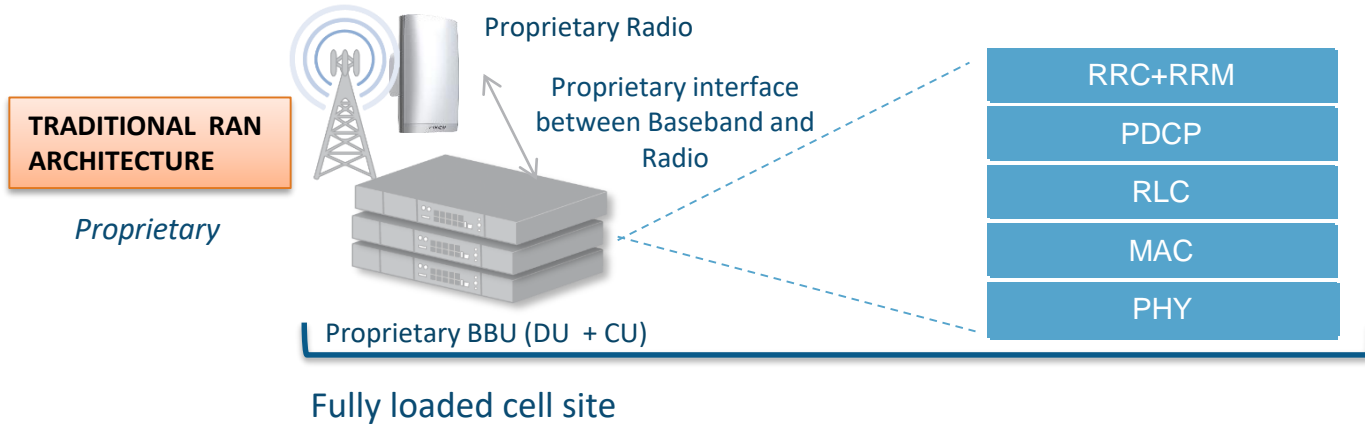 Proprietary Radio
Proprietary interface
between Baseband and
Radio
TRADITIONAL RAN
ARCHITECTURE
Proprietary
RRC+RRM
PDCP
RLC
MAC
PHY
Proprietary BBU (DU + CU)
Fully loaded cell site